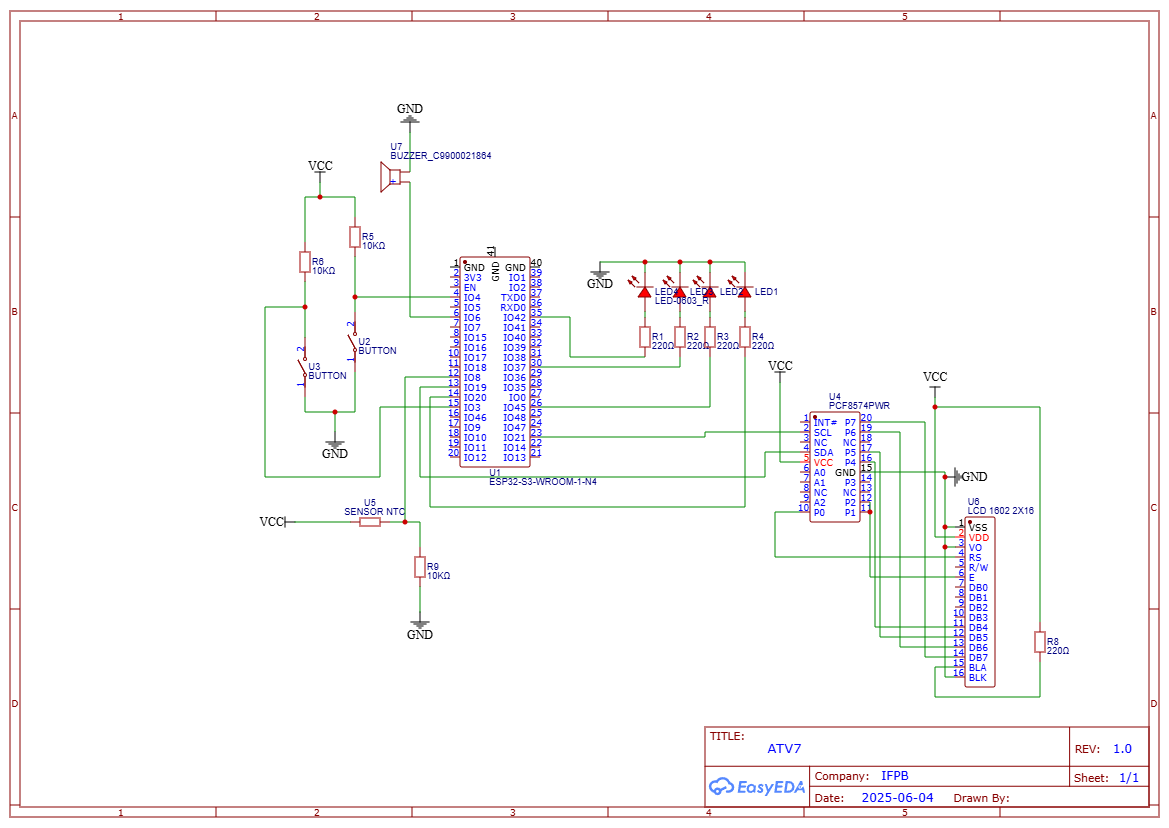 1 2 3 4 5
A A
B B
C C
D D
GND
U7
BUZZER_C9900021864
VCC
R5
10KΩ
R6
10KΩ
2
1
U2
BUTTON
2
1
U3
BUTTON
GND
41
GND
1 GND GND 40
2 3V3 IO1 39
3 EN IO2 38
4 IO4 TXD0 37
5 IO5 RXD0 36
6 IO6 IO42 35
7 IO7 IO41 34
8 IO15 IO40 33
9 IO16 IO39 32
10 IO17 IO38 31
11 IO18 IO37 30
12 IO8 IO36 29
13 IO19 IO35 28
14 IO20 IO0 27
15 IO3 IO45 26
16 IO46 IO48 25
17 IO9 IO47 24
18 IO10 IO21 23
19 IO11 IO14 22
20 IO12 IO13 21
U1
ESP32-S3-WROOM-1-N4
GND
LED4 LED3 LED2 LED1
LED-0603_R
R1 R2 R3 R4
220Ω 220Ω 220Ω 220Ω
VCC
U5
SENSOR NTC
VCC
R9
10KΩ
GND
U4
PCF8574PWR
1 INT# P7 20
2 SCL P6 19
3 NC NC 18
4 SDA P5 17
5 VCC P4 16
6 A0 GND 15
7 A1 P3 14
8 NC NC 13
9 A2 P2 12
10 P0 P1 11
VCC
GND
U6
LCD 1602 2X16
1 VSS
2 VDD
3 VO
4 RS
5 R/W
6 E
7 DB0
8 DB1
9 DB2
10 DB3
11 DB4
12 DB5
13 DB6
14 DB7
15 BLA
16 BLK
R8
220Ω
TITLE:
ATV7
REV: 1.0
EasyEDA
Company: IFPB
Sheet: 1/1
Date: 2025-06-04 Drawn By:
1 2 3 4 5